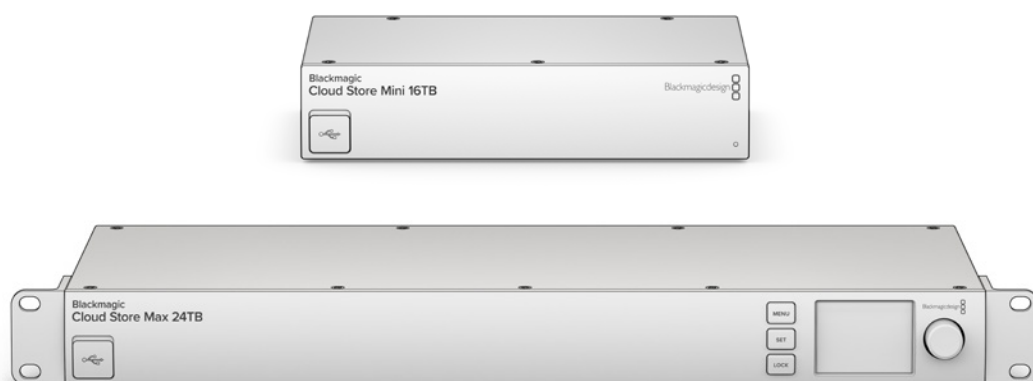 Blackmagic
Cloud Store Mini 16TB
Blackmagicdesign
Blackmagic
Cloud Store Max 24TB
MENU
SET
LOCK
Blackmagicdesign